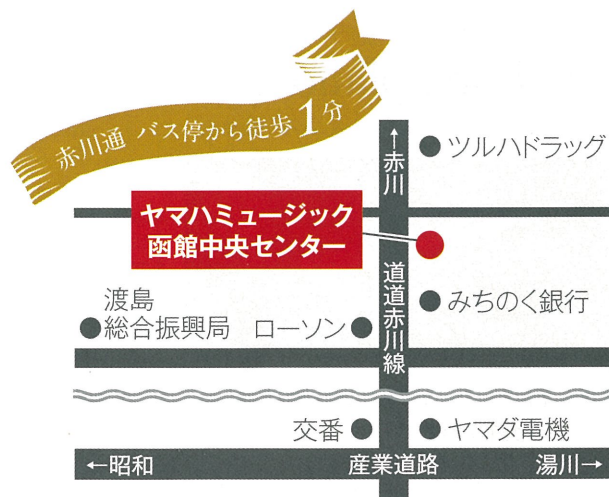 赤川通 バス停から徒歩1分
↑赤川
ツルハドラッグ
ヤマハミュージック
函館中央センター
道道赤川線
みちのく銀行
渡島
総合振興局
ローソン
交番
ヤマダ電機
←昭和
産業道路
湯川→